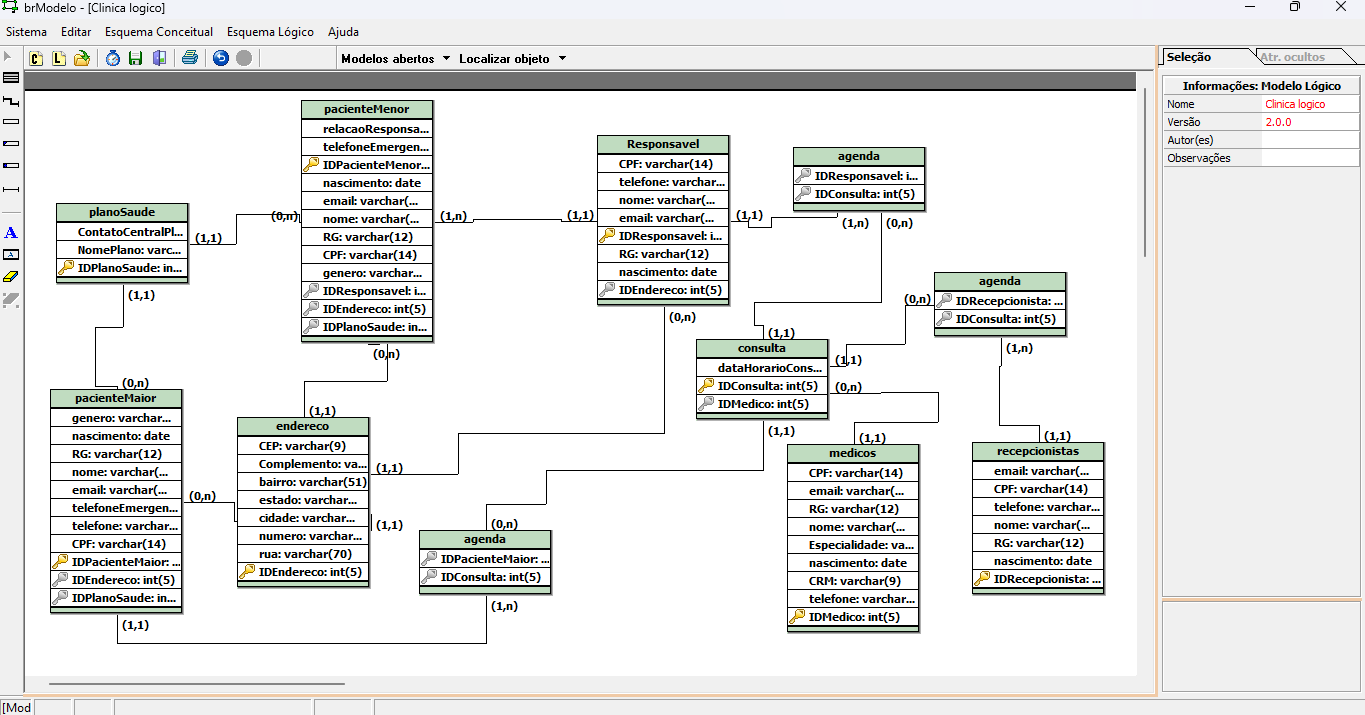 brModelo - [Clinica logico]
Sistema Editar Esquema Conceitual Esquema Lógico Ajuda
Modelos abertos Localizar objeto
Seleção Atr. ocultos
Informações: Modelo Lógico
Nome Clinica logico
Versão 2.0.0
Autor(es)
Observações
pacienteMenor
relacaoResponsa...
telefoneEmergen...
IDPacienteMenor...
nascimento: date
email: varchar(...
nome: varchar(...
RG: varchar(12)
CPF: varchar(14)
genero: varchar...
IDResponsavel: i...
IDEndereco: int(5)
IDPlanoSaude: in...
(0,n)
(1,n)
(0,n)
Responsavel
CPF: varchar(14)
telefone: varchar...
nome: varchar(...
email: varchar(...
IDResponsavel: i...
RG: varchar(12)
nascimento: date
IDEndereco: int(5)
(1,1)
(1,1)
(0,n)
agenda
IDResponsavel: i...
IDConsulta: int(5)
(1,n)
(0,n)
planoSaude
ContatoCentralPl...
NomePlano: varc...
IDPlanoSaude: in...
(1,1)
(1,1)
agenda
IDRecepcionista: ...
IDConsulta: int(5)
(0,n)
(1,n)
consulta
dataHorarioCons...
IDConsulta: int(5)
IDMedico: int(5)
(1,1)
(1,1)
(0,n)
(1,1)
pacienteMaior
genero: varchar...
nascimento: date
RG: varchar(12)
nome: varchar(...
email: varchar(...
telefoneEmergen...
telefone: varchar...
CPF: varchar(14)
IDPacienteMaior: ...
IDEndereco: int(5)
IDPlanoSaude: in...
(0,n)
(0,n)
(1,1)
endereco
CEP: varchar(9)
Complemento: va...
bairro: varchar(51)
estado: varchar...
cidade: varchar...
numero: varchar...
rua: varchar(70)
IDEndereco: int(5)
(1,1)
(1,1)
(1,1)
agenda
IDPacienteMaior: ...
IDConsulta: int(5)
(0,n)
(1,n)
medicos
CPF: varchar(14)
email: varchar(...
RG: varchar(12)
nome: varchar(...
Especialidade: va...
nascimento: date
CRM: varchar(9)
telefone: varchar...
IDMedico: int(5)
(1,1)
recepcionistas
email: varchar(...
CPF: varchar(14)
telefone: varchar...
nome: varchar(...
RG: varchar(12)
nascimento: date
IDRecepcionista: ...
(1,1)
[Mod